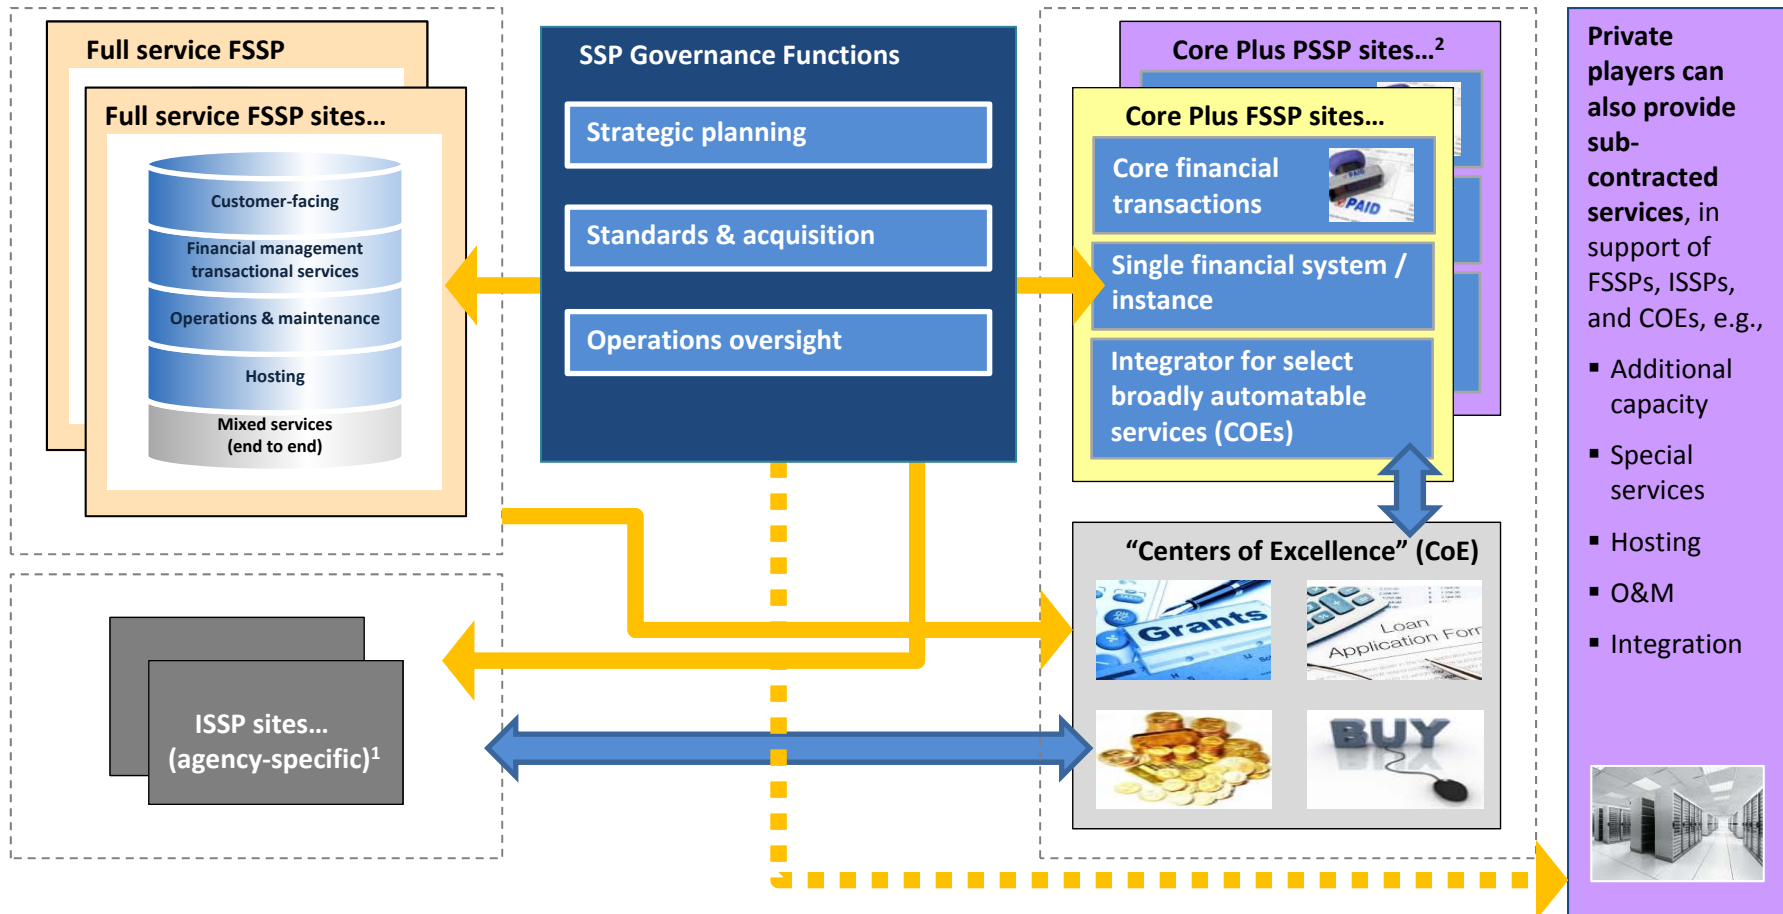 Full service FSSP
Full service FSSP sites...
Customer-facing
Financial management
transactional services
Operations & maintenance
Hosting
Mixed services
(end to end)
SSP Governance Functions
Strategic planning
Standards & acquisition
Operations oversight
Core Plus PSSP sites...²
Core Plus FSSP sites...
Core financial
transactions
PAID
PAID
Single financial system /
instance
Integrator for select
broadly automatable
services (COEs)
“Centers of Excellence” (CoE)
Grants
Loan
Application Form
BUY
ISSP sites...
(agency-specific)¹
Private
players can
also provide
sub-
contracted
services, in
support of
FSSPs, ISSPs,
and COEs, e.g.,
▪ Additional
capacity
▪ Special
services
▪ Hosting
▪ O&M
▪ Integration